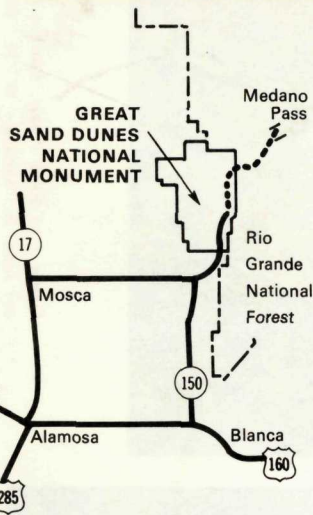 GREAT
SAND DUNES
NATIONAL
MONUMENT
Medano
Pass
17
Mosca
Rio
Grande
National
Forest
150
Alamosa
Blanca
160
285